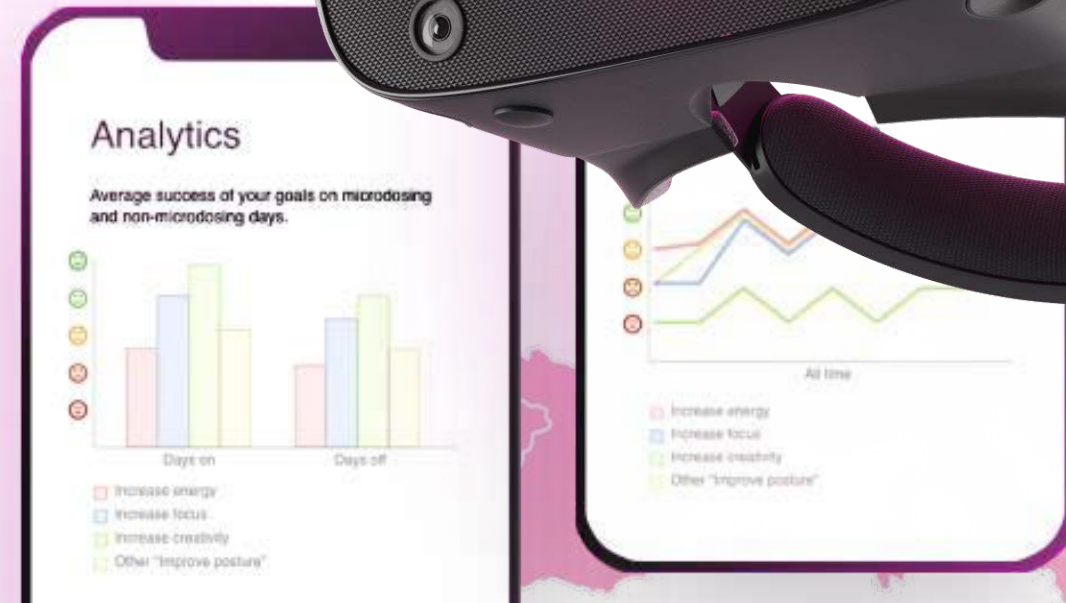 Analytics
Average success of your goals on microdosing
and non-microdosing days.
Days on
Days off
Increase energy
Increase focus
Increase creativity
Other "Improve posture"
All time
Increase energy
Increase focus
Increase creativity
Other "Improve posture"